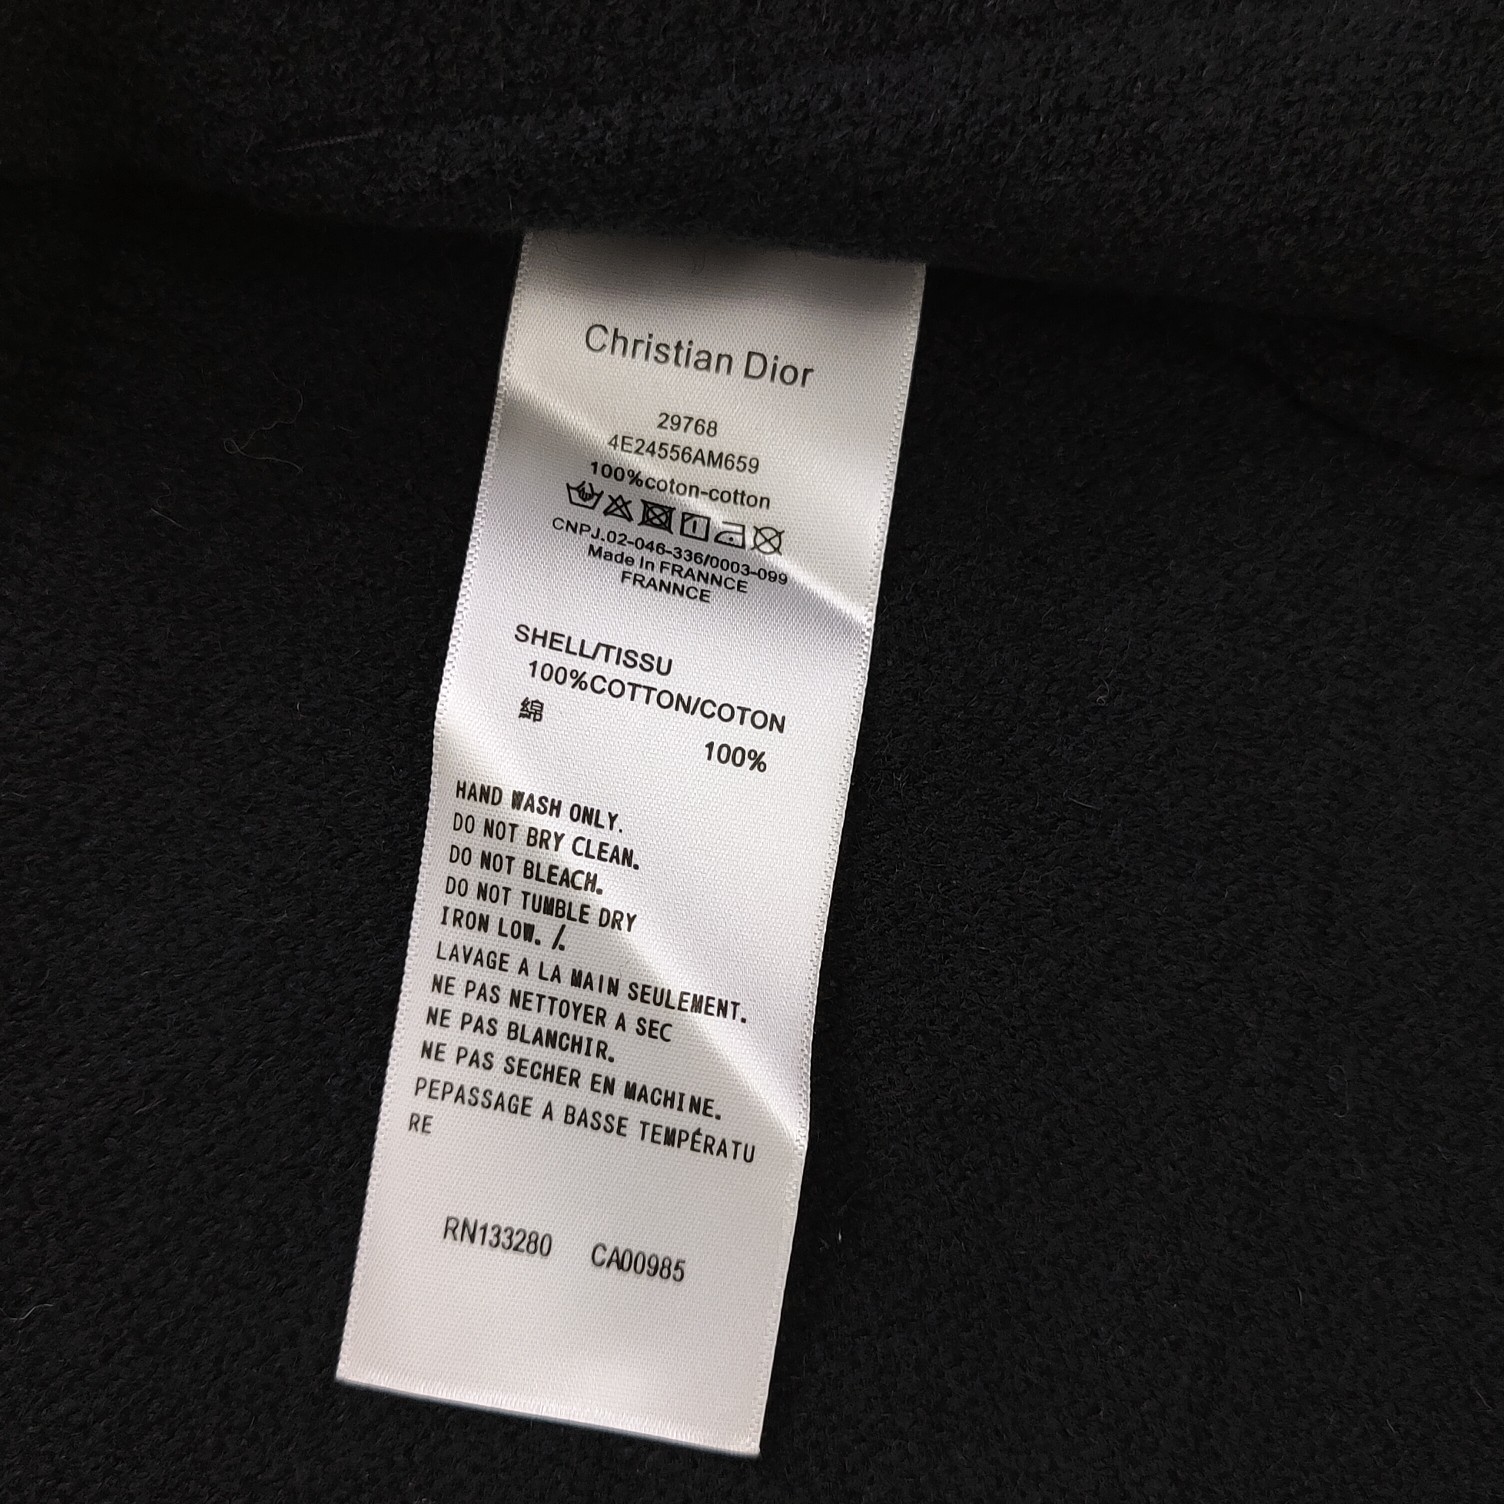 Christian Dior
29768
4E24556AM659
100%coton-cotton
CNPJ.02-046-336/0003-099
Made In FRANNCE
FRANNCE
SHELL/TISSU
100%COTTON/COTON
綿
100%
HAND WASH ONLY.
DO NOT BRY CLEAN.
DO NOT BLEACH.
DO NOT TUMBLE DRY
IRON LOW. /.
LAVAGE A LA MAIN SEULEMENT.
NE PAS NETTOYER A SEC
NE PAS BLANCHIR.
NE PAS SECHER EN MACHINE.
PEPASSAGE A BASSE TEMPÉRATU
RE
RN133280 CA00985